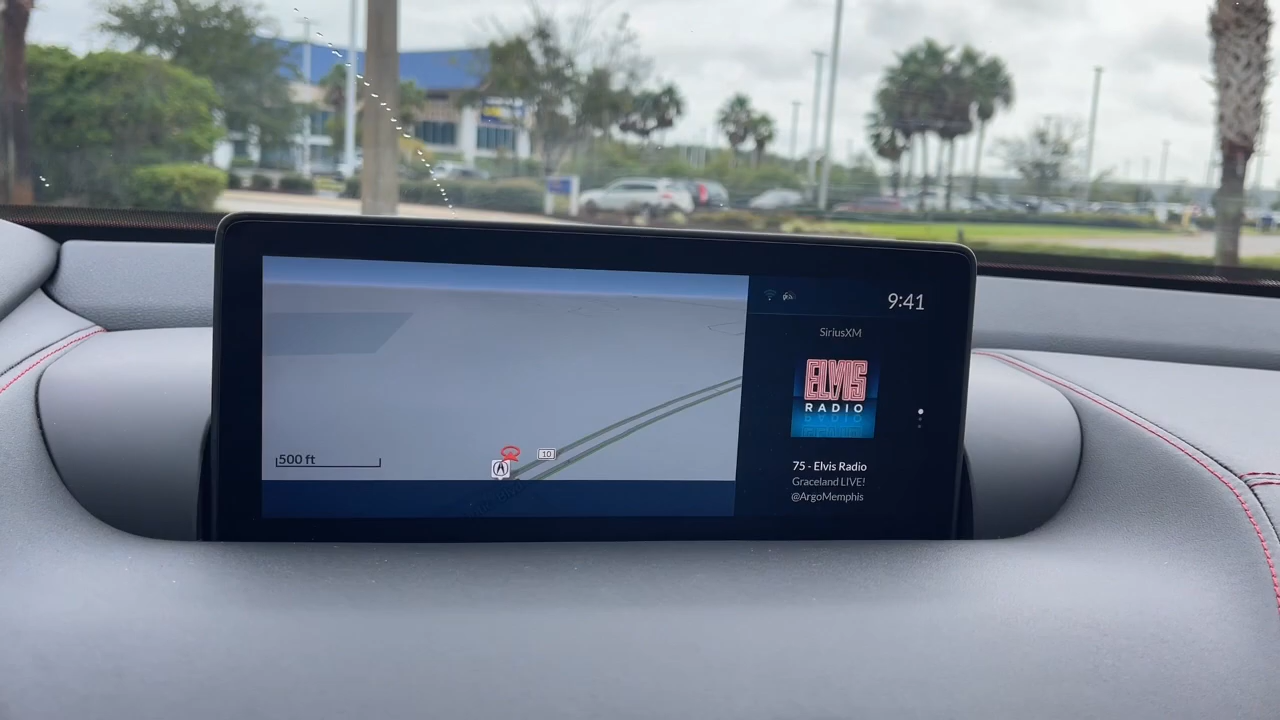 9:41
SiriusXM
ELVIS
RADIO
75 - Elvis Radio
Graceland LIVE!
@ArgoMemphis
10
500 ft